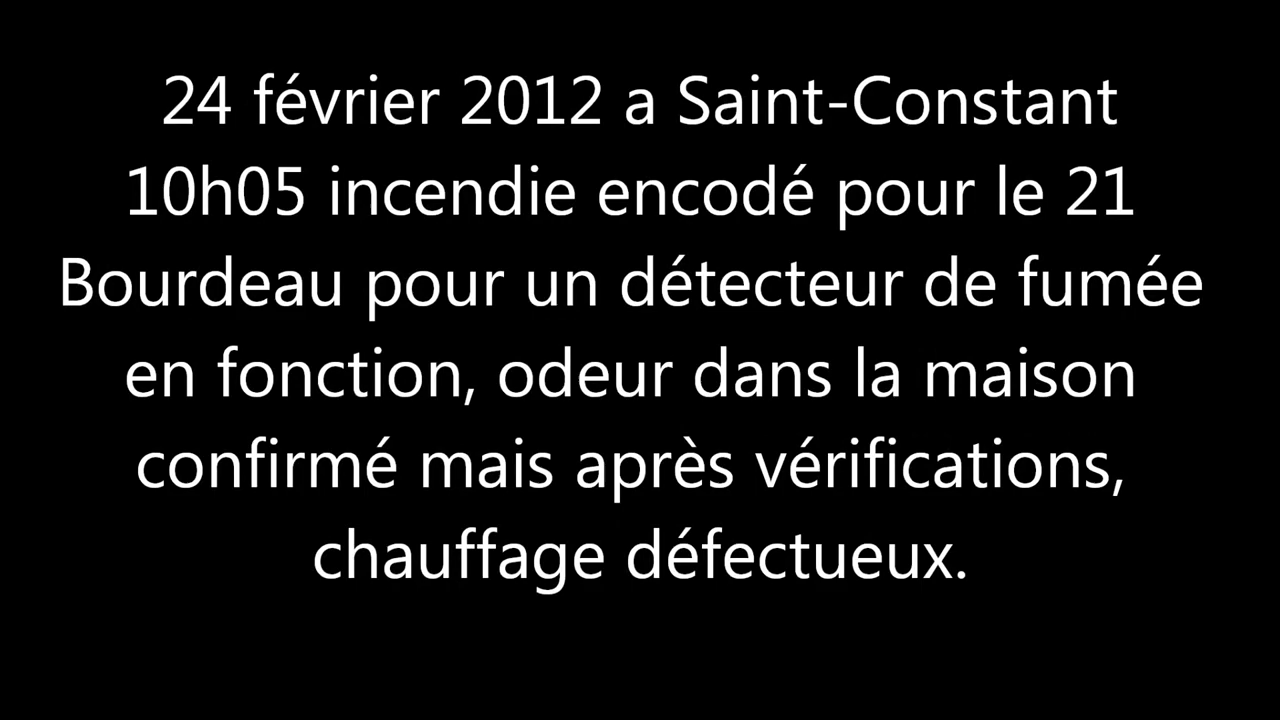 24 février 2012 a Saint-Constant
10h05 incendie encodé pour le 21
Bourdeau pour un détecteur de fumée
en fonction, odeur dans la maison
confirmé mais après vérifications,
chauffage défectueux.